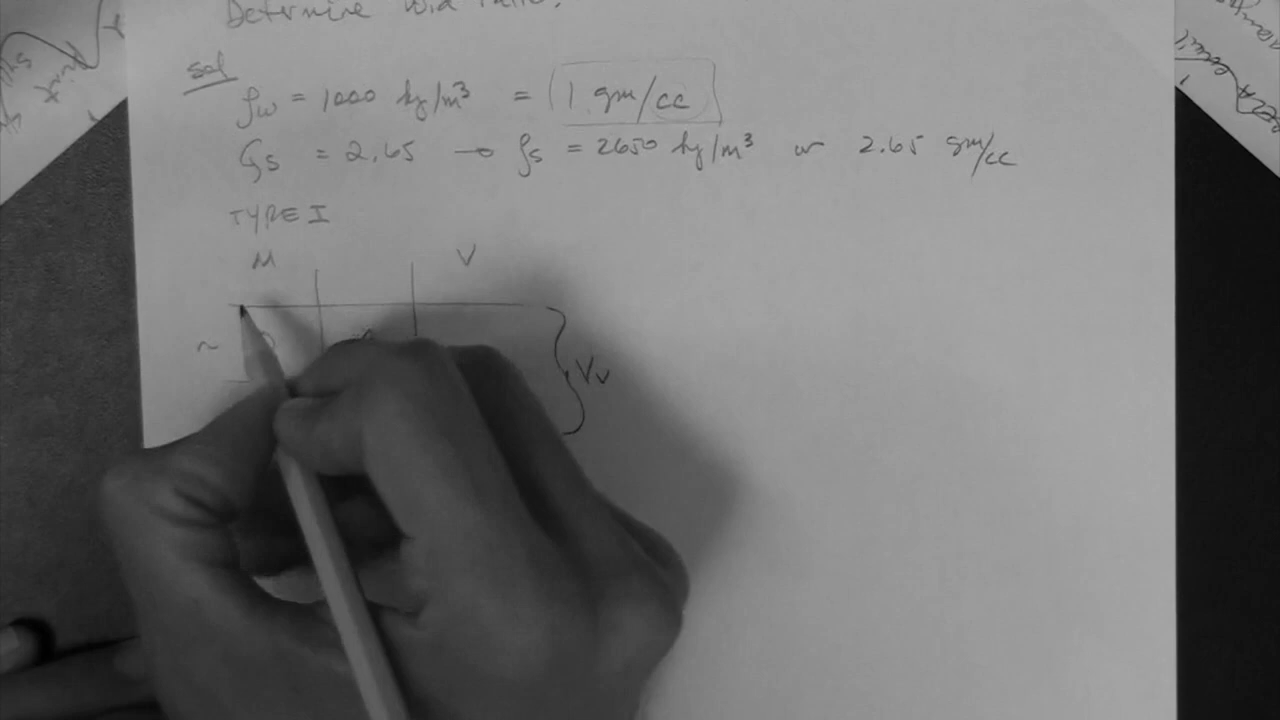 Determine void ratio.
Sol
ρw = 1000 kg/m³ = 1 gm/cc
Gs = 2.65 → ρs = 2650 kg/m³ or 2.65 gm/cc
TYPE I
M V
Vv